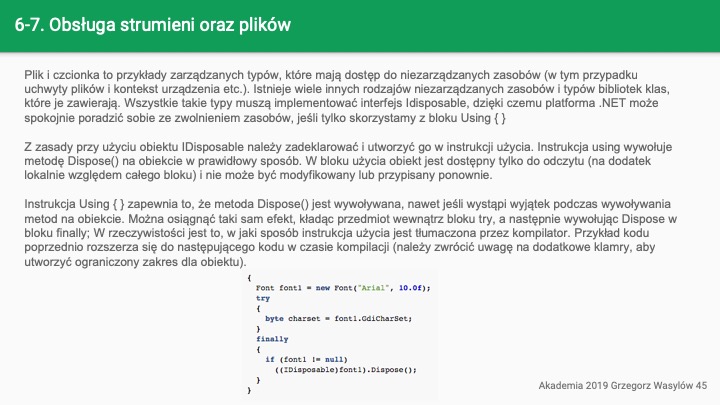 6-7. Obsługa strumieni oraz plików
Plik i czcionka to przykłady zarządzanych typów, które mają dostęp do niezarządzanych zasobów (w tym przypadku
uchwyty plików i kontekst urządzenia etc.). Istnieje wiele innych rodzajów niezarządzanych zasobów i typów bibliotek klas,
które je zawierają. Wszystkie takie typy muszą implementować interfejs Idisposable, dzięki czemu platforma .NET może
spokojnie poradzić sobie ze zwolnieniem zasobów, jeśli tylko skorzystamy z bloku Using { }
Z zasady przy użyciu obiektu IDisposable należy zadeklarować i utworzyć go w instrukcji użycia. Instrukcja using wywołuje
metodę Dispose() na obiekcie w prawidłowy sposób. W bloku użycia obiekt jest dostępny tylko do odczytu (na dodatek
lokalnie względem całego bloku) i nie może być modyfikowany lub przypisany ponownie.
Instrukcja Using { } zapewnia to, że metoda Dispose() jest wywoływana, nawet jeśli wystąpi wyjątek podczas wywoływania
metod na obiekcie. Można osiągnąć taki sam efekt, kładąc przedmiot wewnątrz bloku try, a następnie wywołując Dispose w
bloku finally; W rzeczywistości jest to, w jaki sposób instrukcja użycia jest tłumaczona przez kompilator. Przykład kodu
poprzednio rozszerza się do następującego kodu w czasie kompilacji (należy zwrócić uwagę na dodatkowe klamry, aby
utworzyć ograniczony zakres dla obiektu).
{
Font font1 = new Font("Arial", 10.0f);
try
{
byte charset = font1.GdiCharSet;
}
finally
{
if (font1 != null)
((IDisposable)font1).Dispose();
}
}
Akademia 2019 Grzegorz Wasylów 45